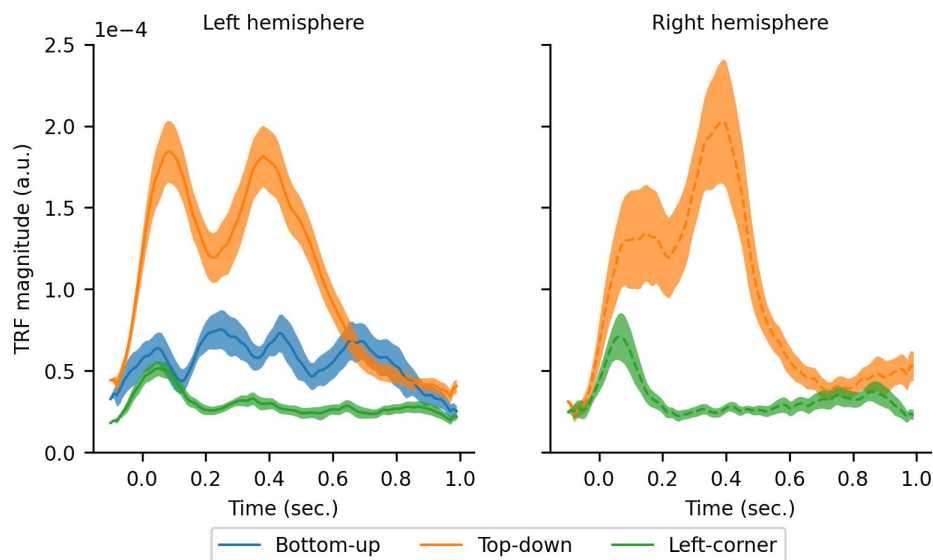 Left hemisphere
Right hemisphere
1e−4
2.5
2.0
1.5
1.0
0.5
0.0
TRF magnitude (a.u.)
0.0 0.2 0.4 0.6 0.8 1.0
0.0 0.2 0.4 0.6 0.8 1.0
Time (sec.)
Time (sec.)
Bottom-up Top-down Left-corner